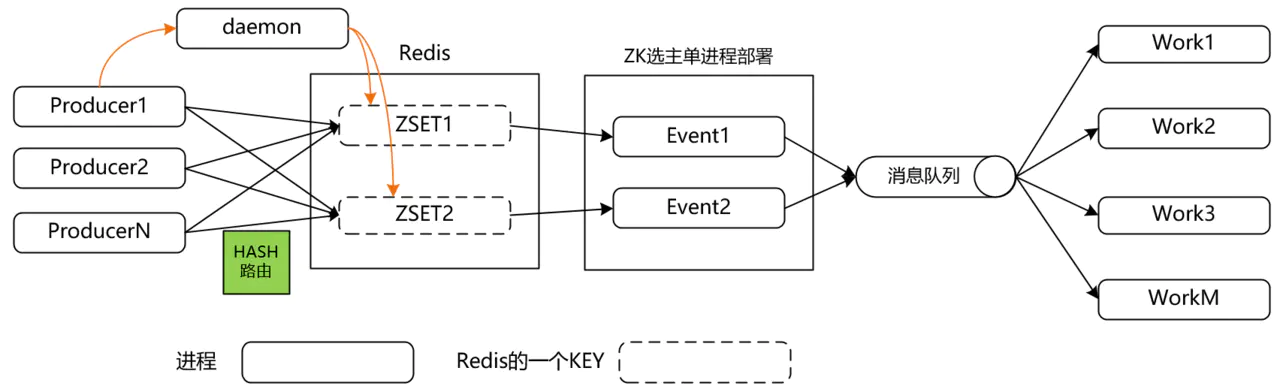 daemon
Redis
ZK选主单进程部署
Producer1
Producer2
ProducerN
HASH
路由
ZSET1
ZSET2
Event1
Event2
消息队列
Work1
Work2
Work3
WorkM
进程
Redis的一个KEY